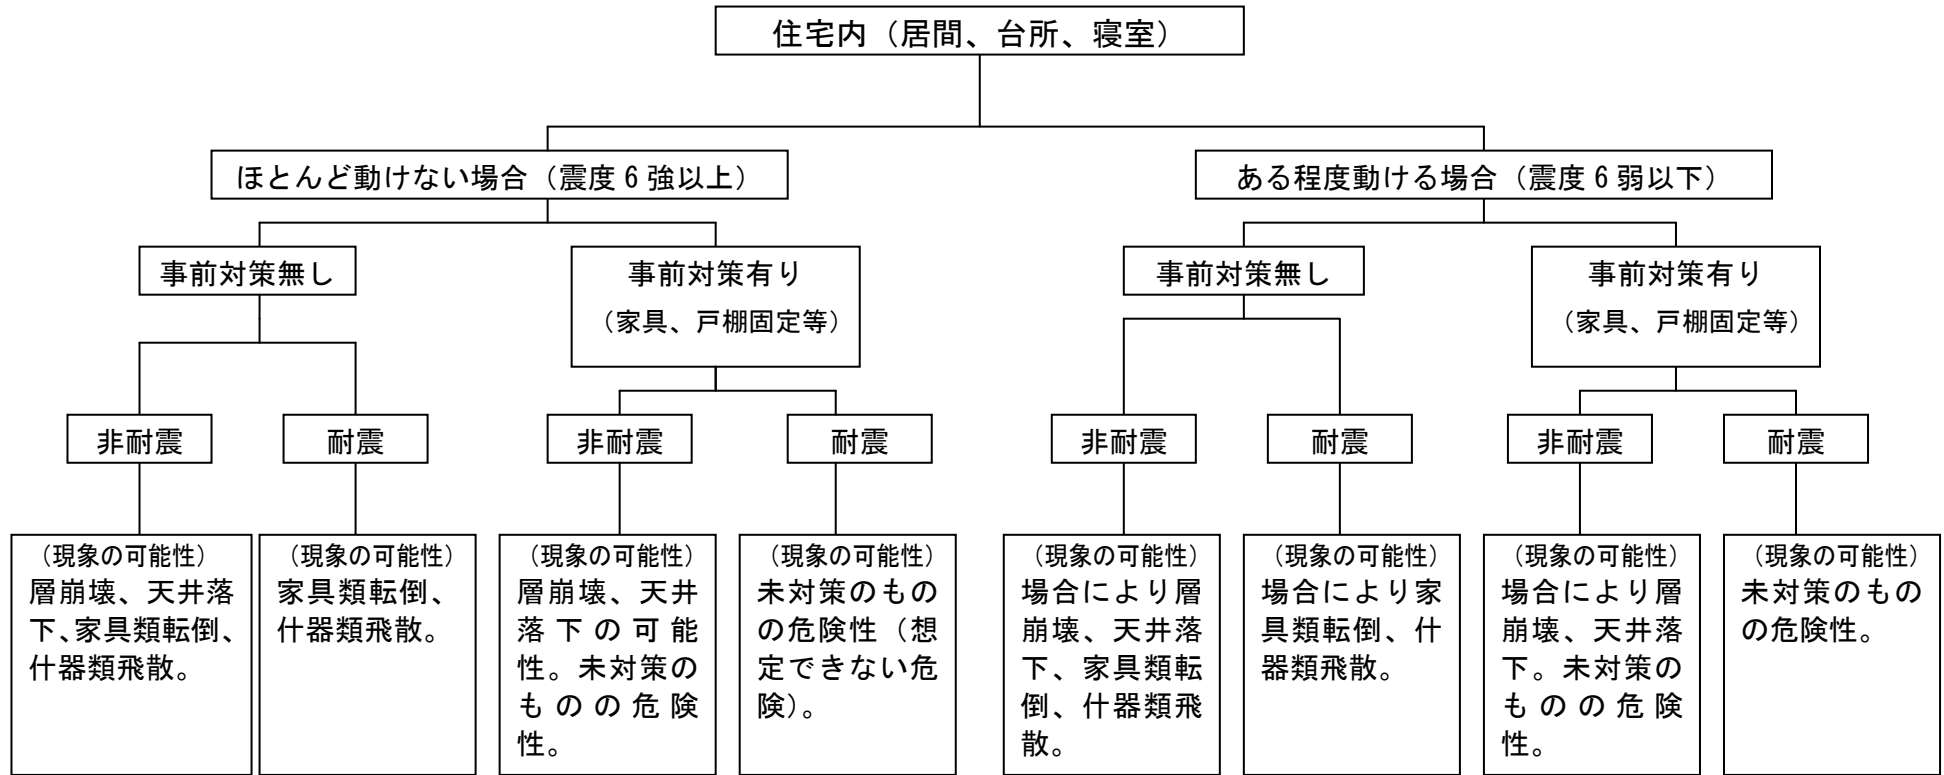 住宅内（居間、台所、寝室）
ほとんど動けない場合（震度６強以上）
ある程度動ける場合（震度６弱以下）
事前対策無し
事前対策有り
（家具、戸棚固定等）
事前対策無し
事前対策有り
（家具、戸棚固定等）
非耐震
耐震
非耐震
耐震
非耐震
耐震
非耐震
耐震
（現象の可能性）
層崩壊、天井落
下、家具類転倒、
什器類飛散。
（現象の可能性）
家具類転倒、
什器類飛散。
（現象の可能性）
層崩壊、天井
落下の可能
性。未対策の
ものの危険
性。
（現象の可能性）
未対策のもの
の危険性（想
定できない危
険）。
（現象の可能性）
場合により層
崩壊、天井落
下、家具類転
倒、什器類飛
散。
（現象の可能性）
場合により家
具類転倒、什
器類飛散。
（現象の可能性）
場合により層
崩壊、天井落
下。未対策の
ものの危険
性。
（現象の可能性）
未対策のもの
の危険性。